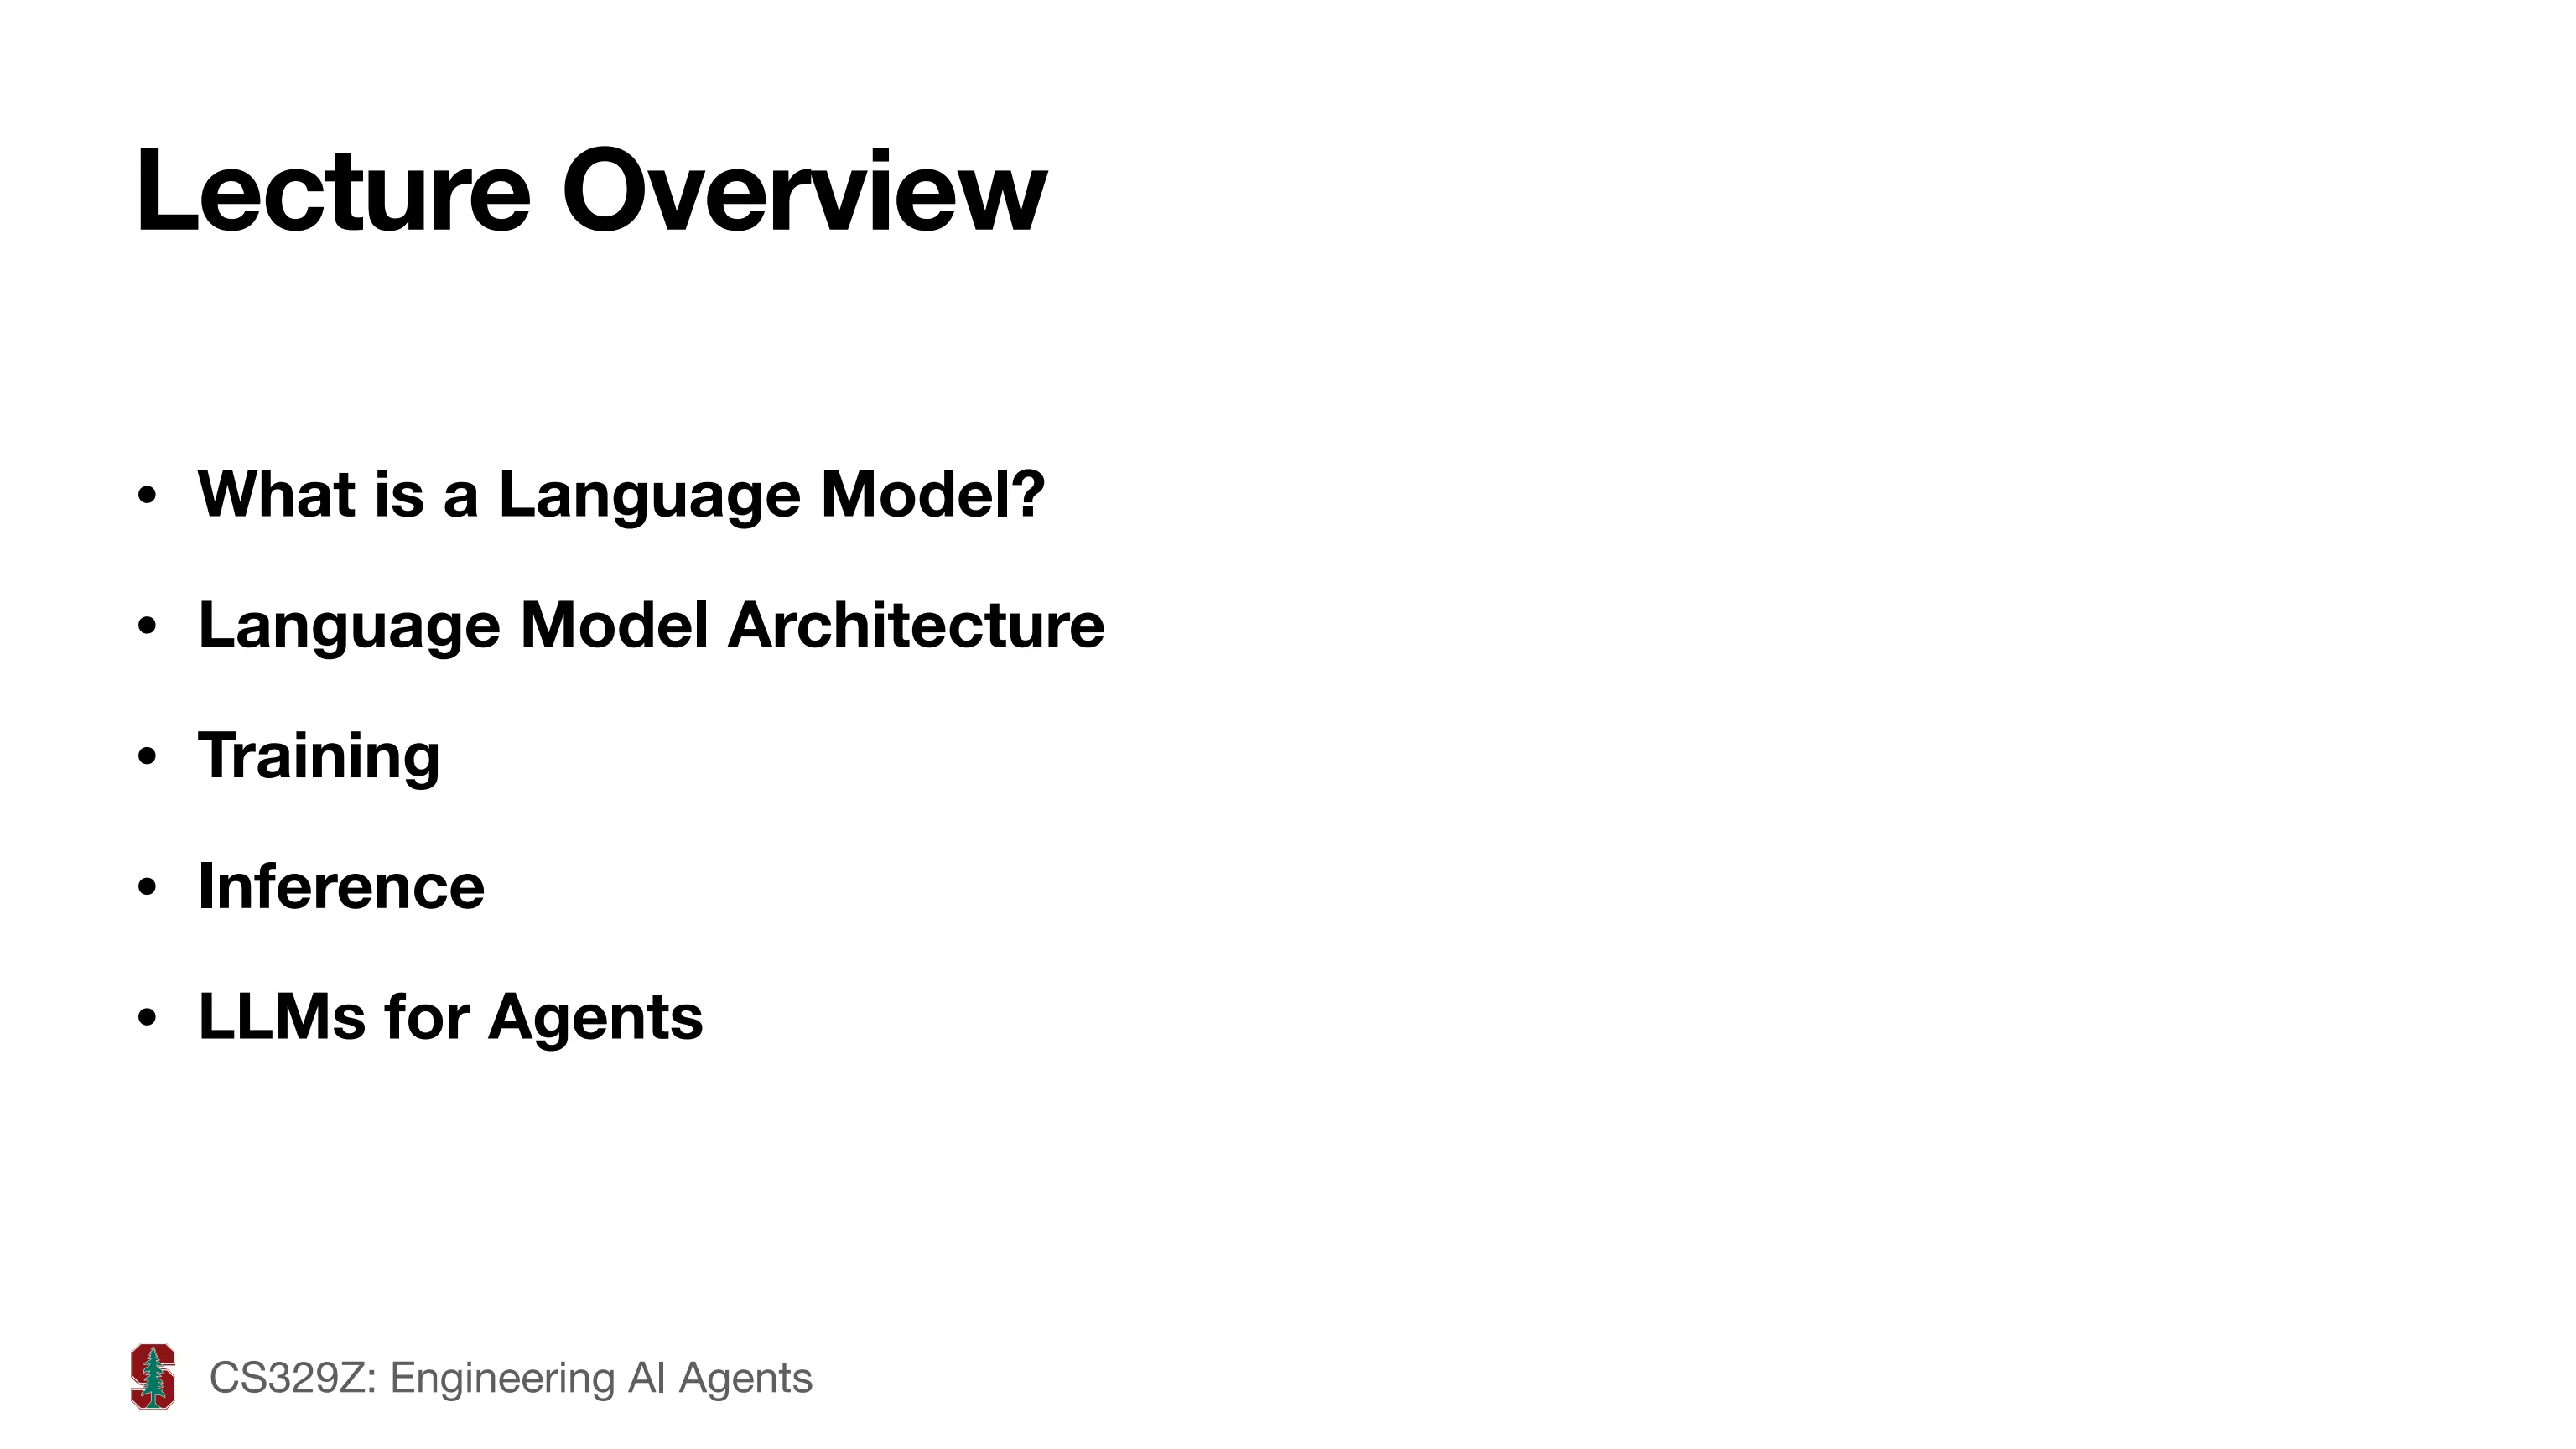 Lecture Overview
• What is a Language Model?
• Language Model Architecture
• Training
• Inference
• LLMs for Agents
CS329Z: Engineering AI Agents